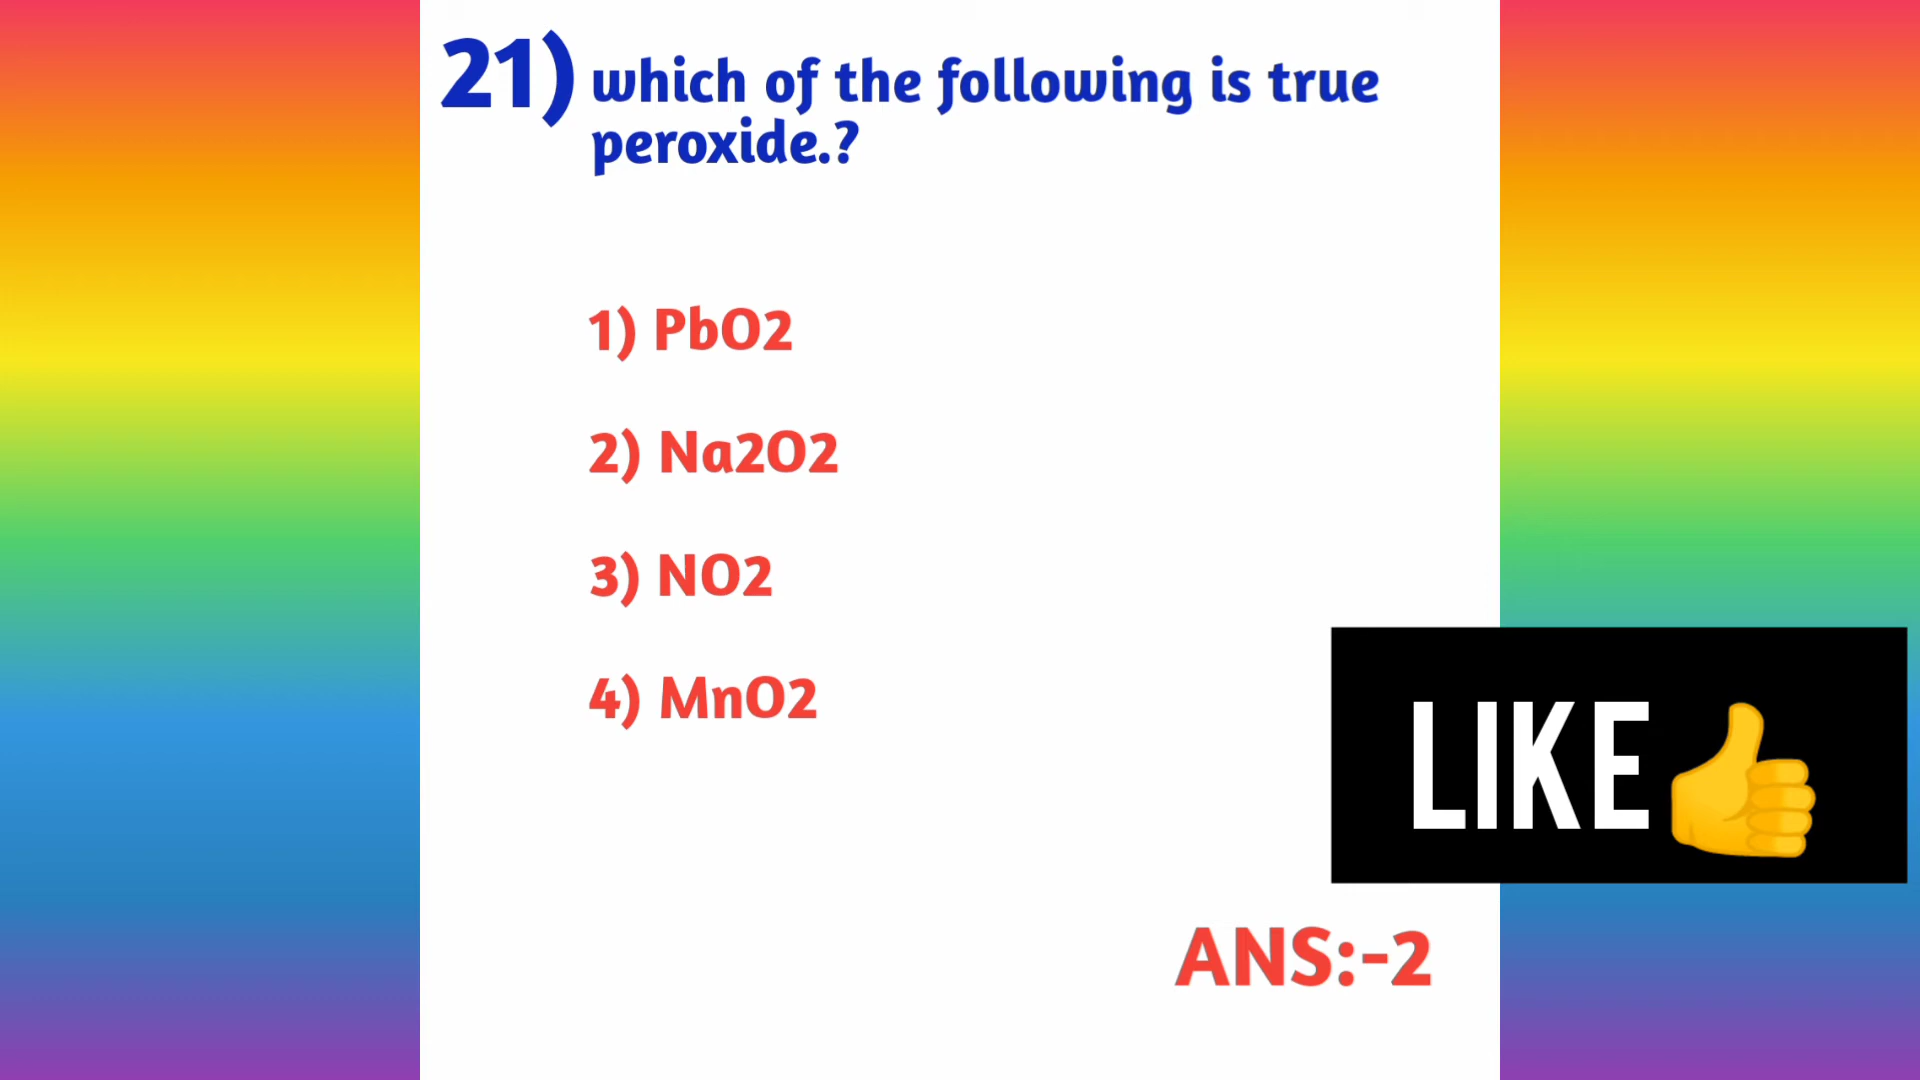 21) which of the following is true
peroxide.?
1) PbO2
2) Na2O2
3) NO2
4) MnO2
LIKE👍
ANS:-2